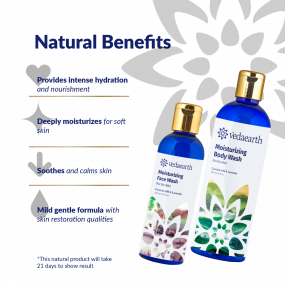 Natural Benefits
Provides intense hydration
and nourishment
Deeply moisturizes for soft
skin
Soothes and calms skin
Mild gentle formula with
skin restoration qualities
*This natural product will take
21 days to show result
vedaearth
Moisturizing
Face Wash
vedaearth
Moisturizing
Body Wash